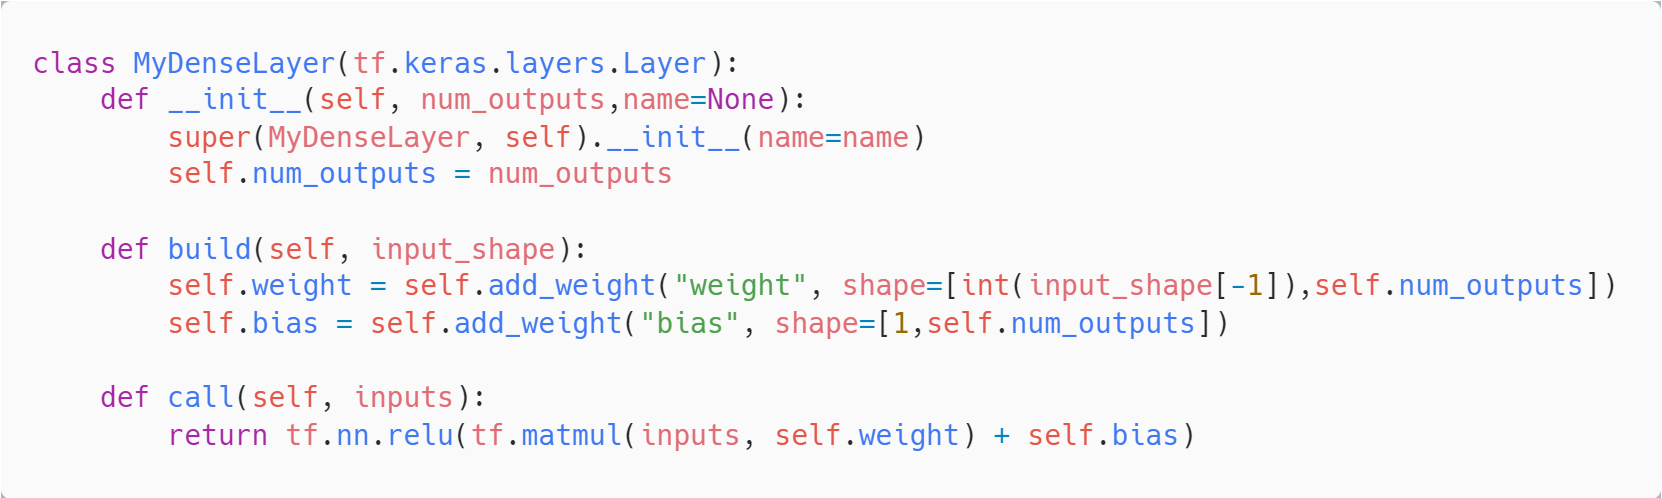 class MyDenseLayer(tf.keras.layers.Layer):
    def __init__(self, num_outputs,name=None):
        super(MyDenseLayer, self).__init__(name=name)
        self.num_outputs = num_outputs

    def build(self, input_shape):
        self.weight = self.add_weight("weight", shape=[int(input_shape[-1]),self.num_outputs])
        self.bias = self.add_weight("bias", shape=[1,self.num_outputs])

    def call(self, inputs):
        return tf.nn.relu(tf.matmul(inputs, self.weight) + self.bias)